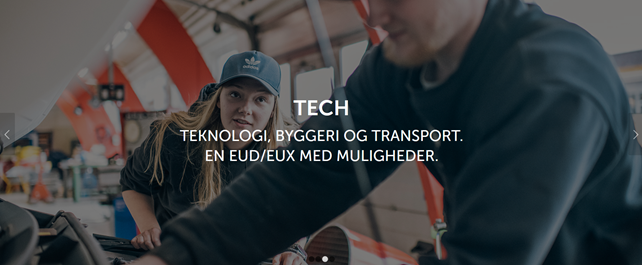 TECH
TEKNOLOGI, BYGGERI OG TRANSPORT.
EN EUD/EUX MED MULIGHEDER.